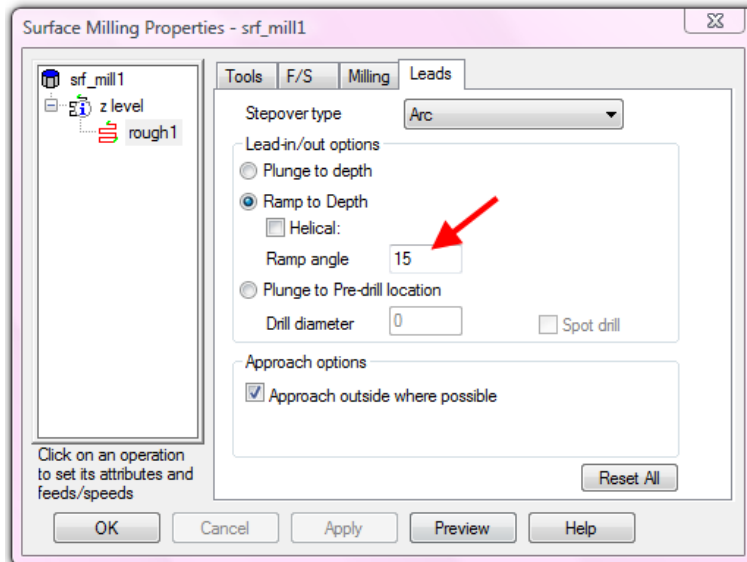 Surface Milling Properties - srf_mill1
srf_mill1
z level
rough1
Tools F/S Milling Leads
Stepover type Arc
Lead-in/out options
Plunge to depth
Ramp to Depth
Helical:
Ramp angle 15
Plunge to Pre-drill location
Drill diameter 0 Spot drill
Approach options
Approach outside where possible
Click on an operation
to set its attributes and
feeds/speeds
Reset All
OK Cancel Apply Preview Help